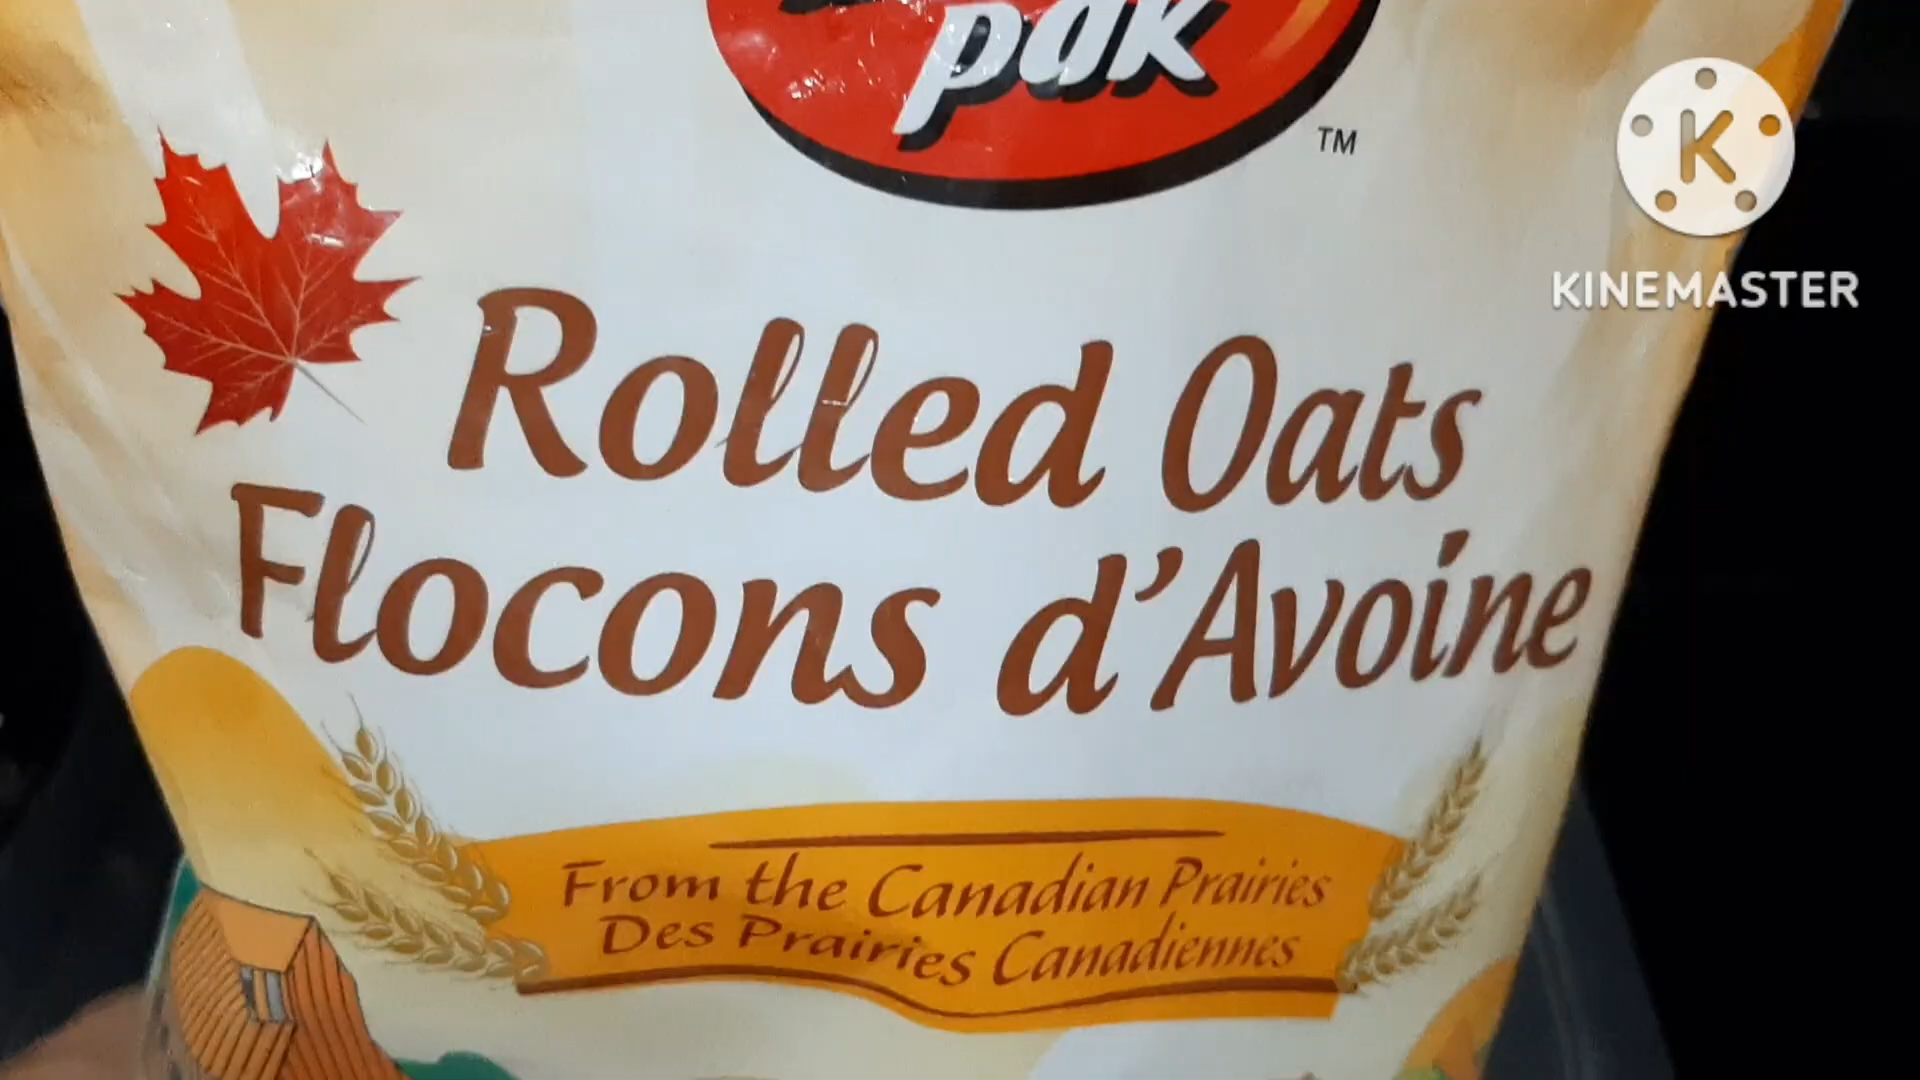 pak
TM
K
KINEMASTER
Rolled Oats
Flocons d'Avoine
From the Canadian Prairies
Des Prairies Canadiennes